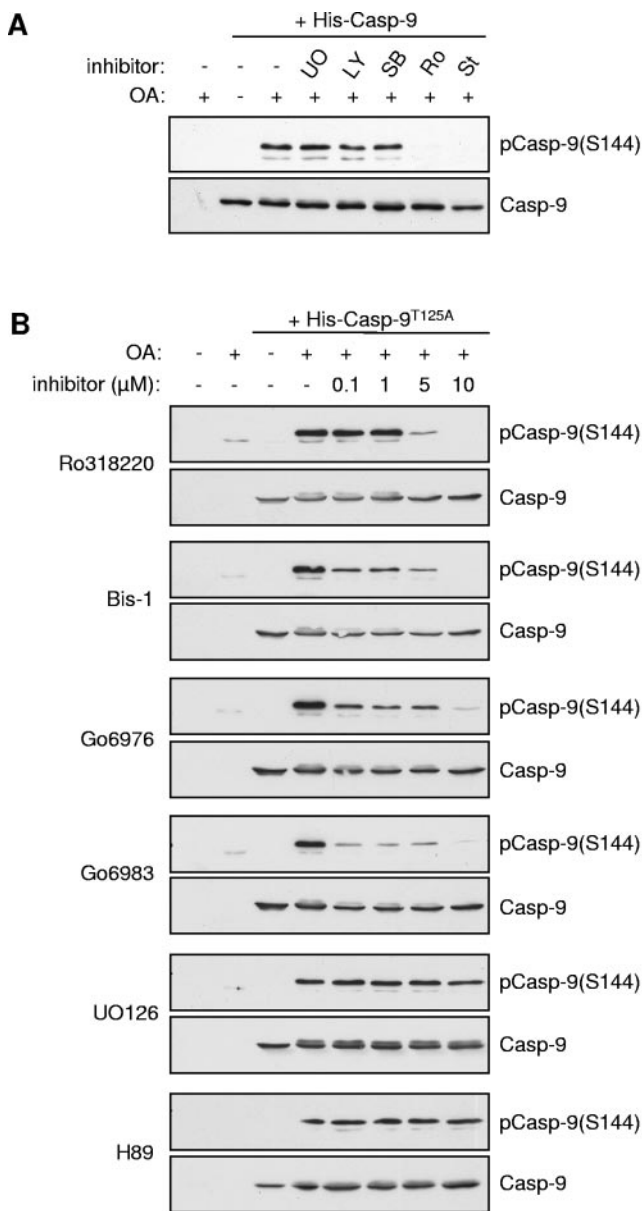 A
+ His-Casp-9
inhibitor: - - - UO LY SB Ro St
OA: + - + + + + + +
pCasp-9(S144)
Casp-9
B
+ His-Casp-9T125A
OA: - + - + + + + +
inhibitor (µM): - - - - 0.1 1 5 10
Ro318220
pCasp-9(S144)
Casp-9
Bis-1
pCasp-9(S144)
Casp-9
Go6976
pCasp-9(S144)
Casp-9
Go6983
pCasp-9(S144)
Casp-9
UO126
pCasp-9(S144)
Casp-9
H89
pCasp-9(S144)
Casp-9